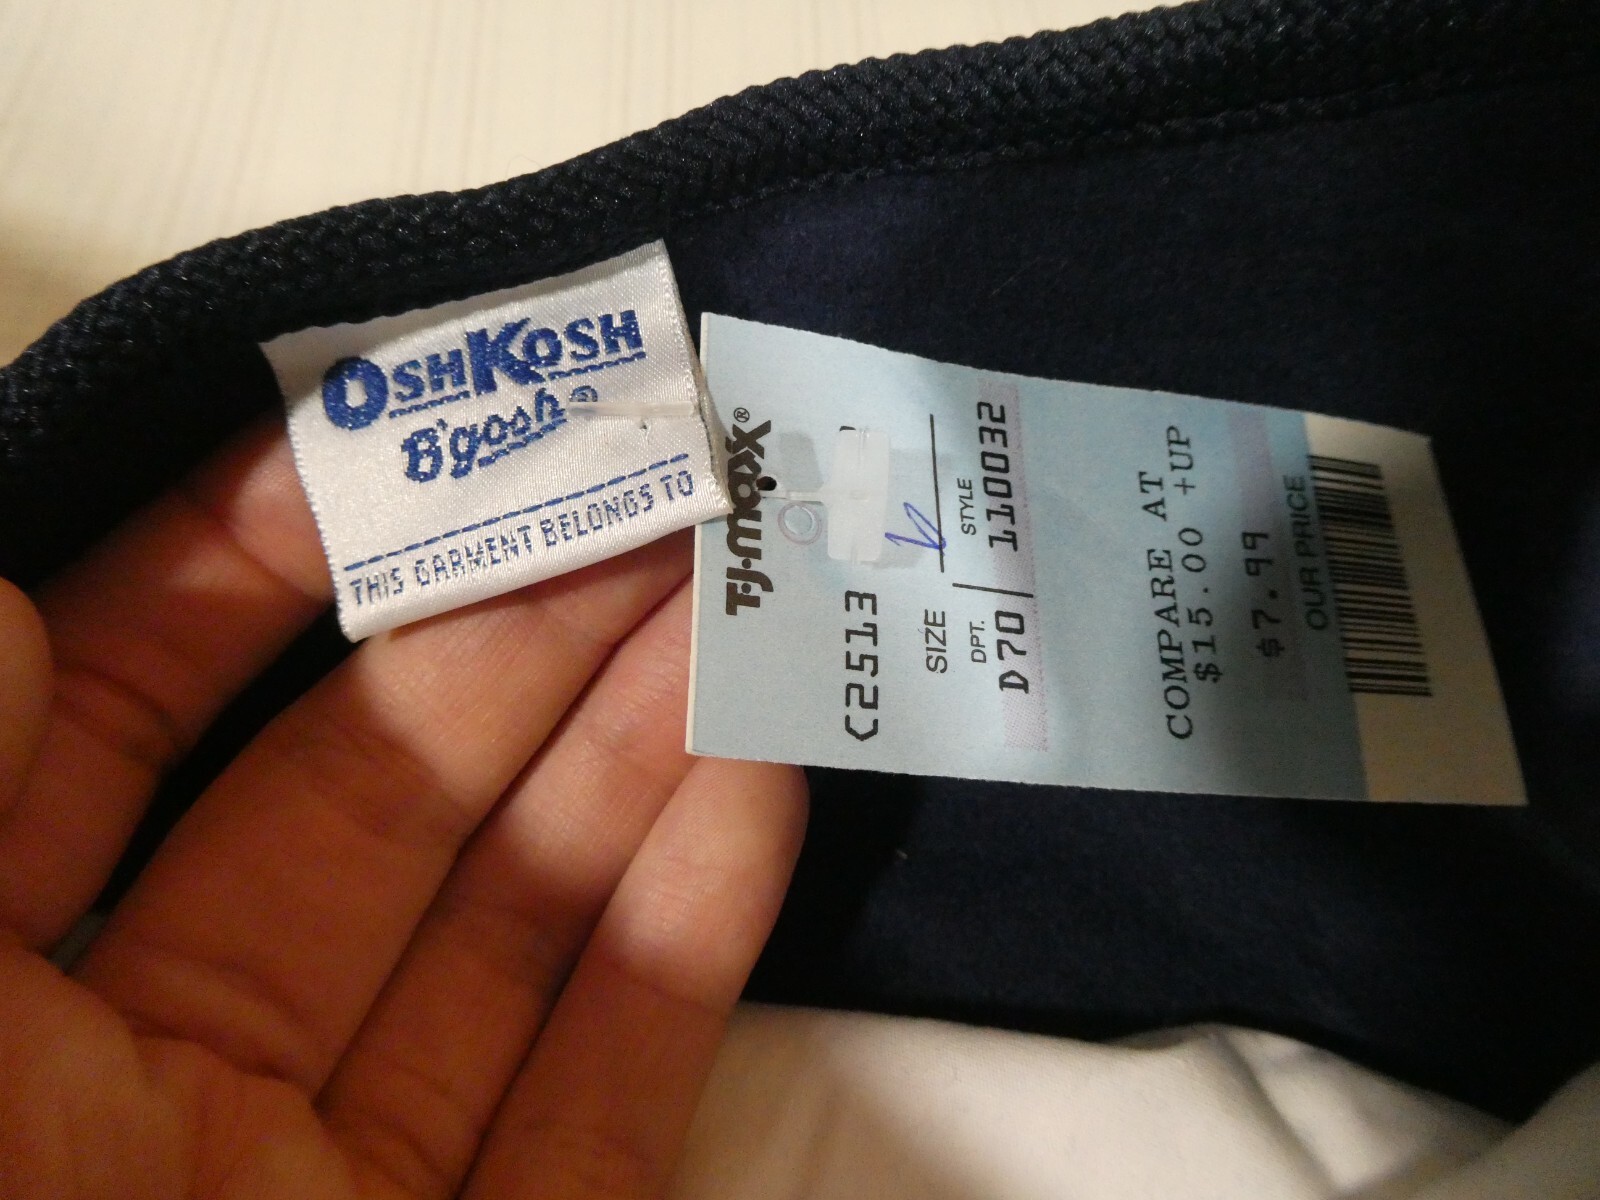 OSHKOSH
B'gosh®
THIS GARMENT BELONGS TO
T·J·maxx®
C2513
SIZE
DPT. STYLE
D70 110032
COMPARE AT
$15.00 +UP
$7.99
OUR PRICE